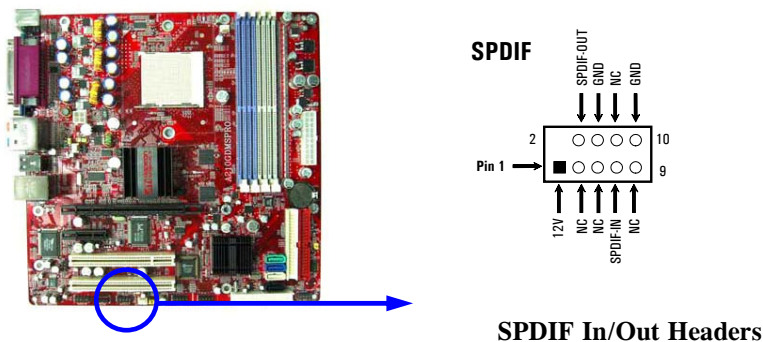 SPDIF
SPDIF-OUT
GND
NC
GND
2
10
Pin 1
9
12V
NC
NC
SPDIF-IN
NC
A210GDMSPRO
SPDIF In/Out Headers